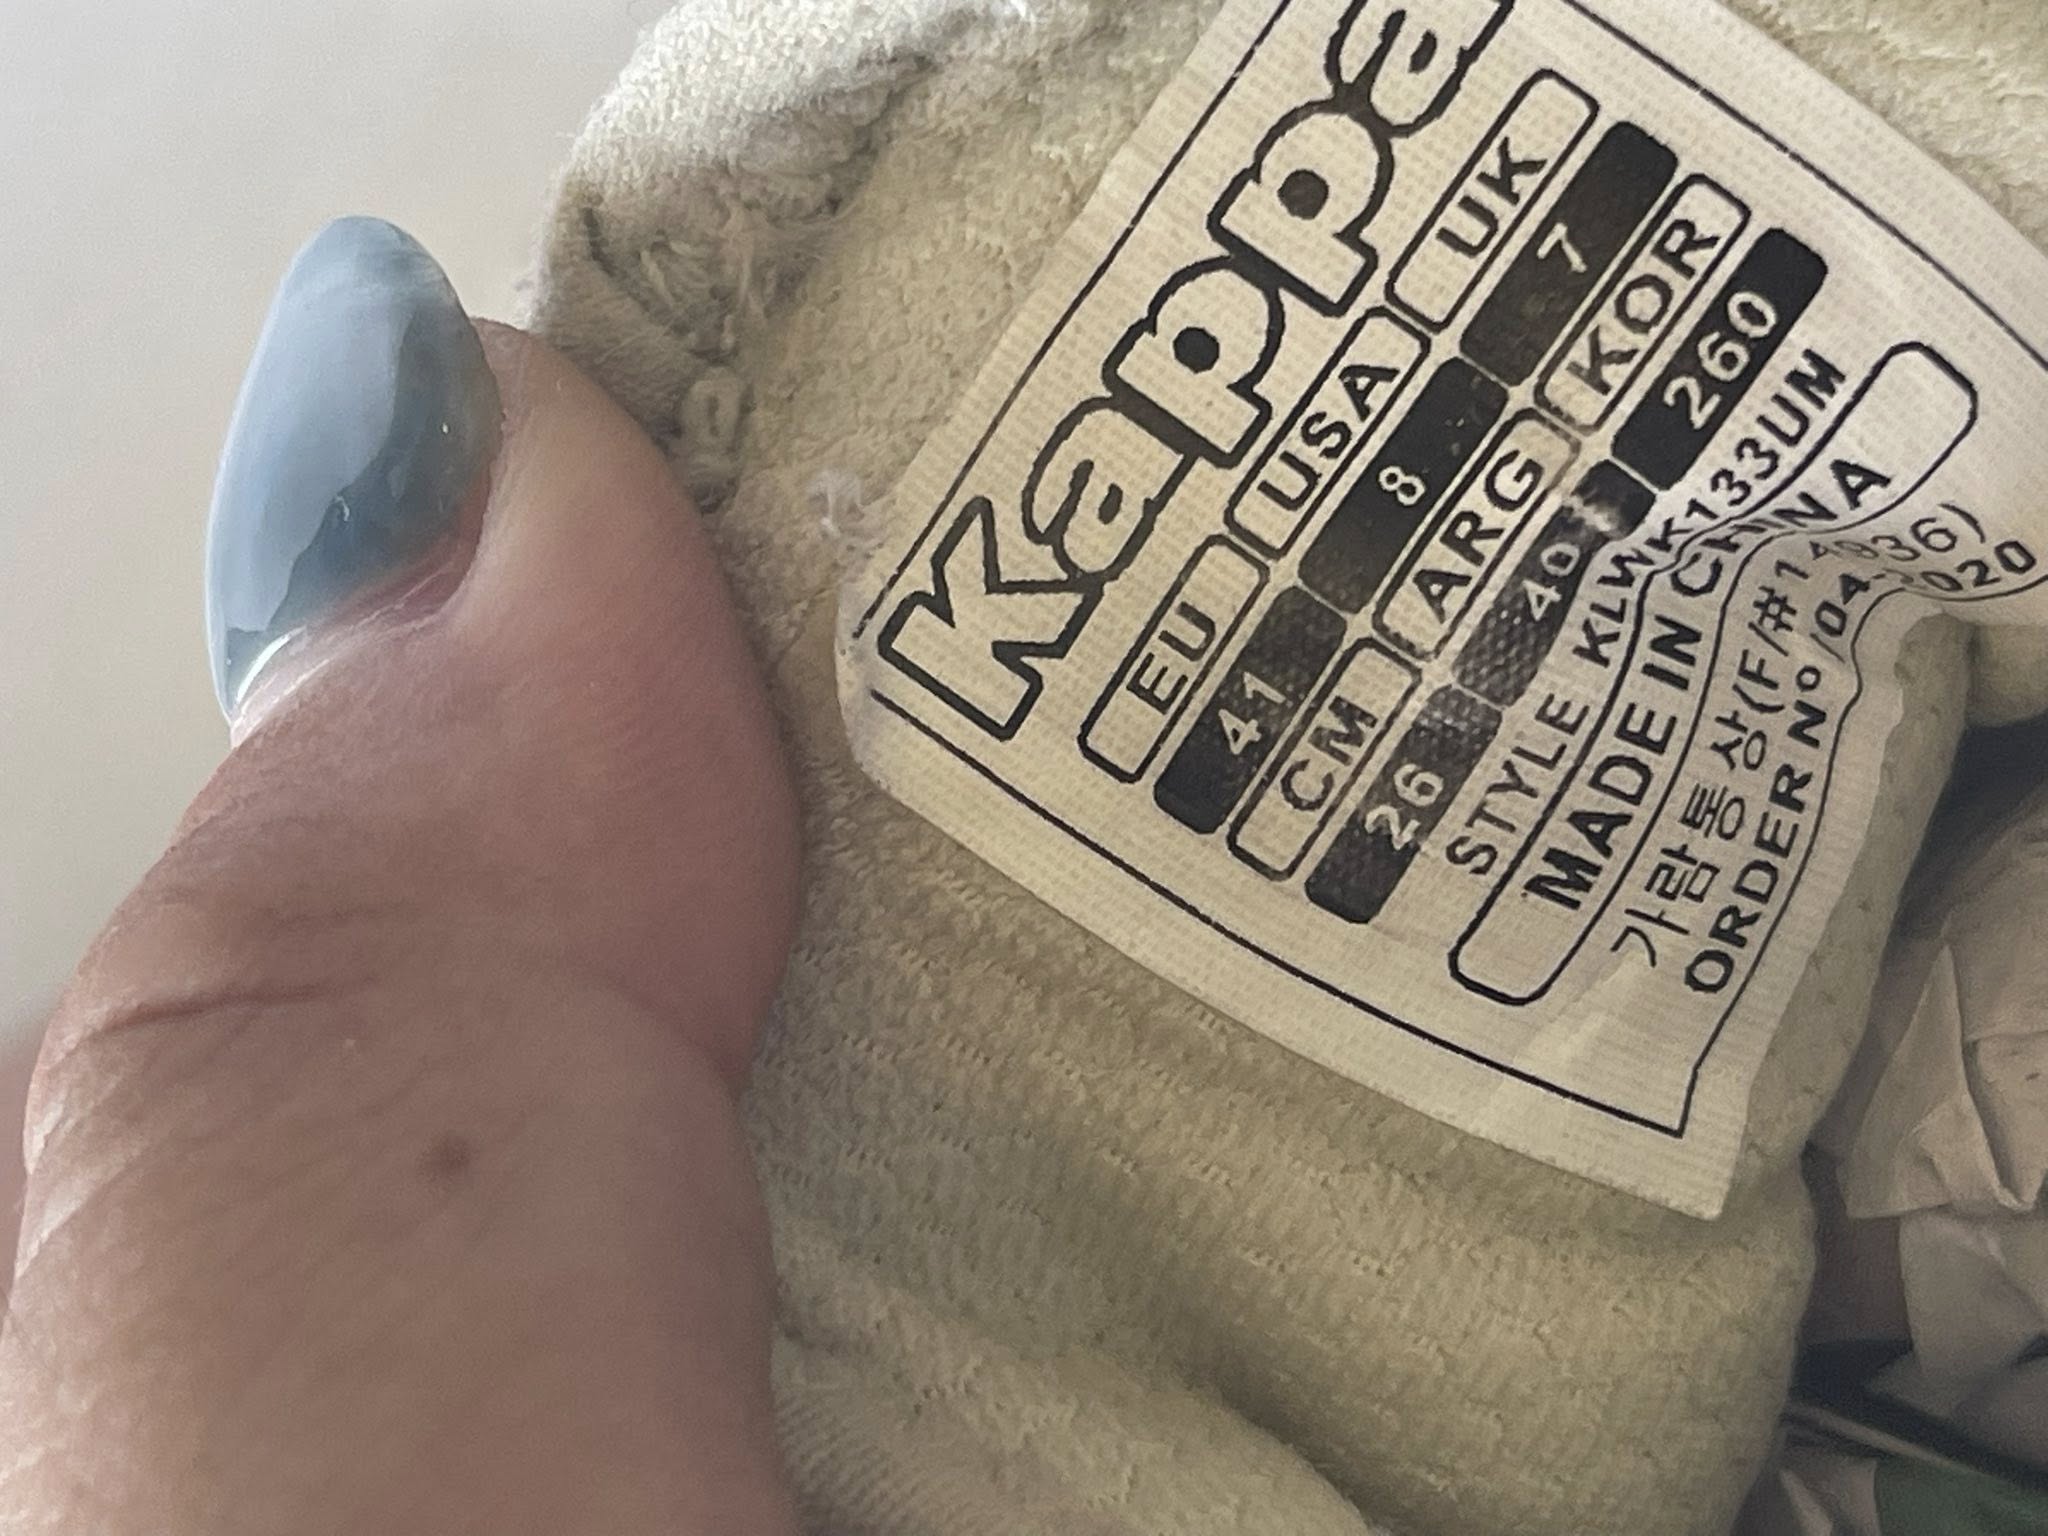 Kappa
EU USA UK
41 8 7
CM ARG KOR
26 40 260
STYLE KLWK133UM
MADE IN CHINA
가람통상(F/#14936)
ORDER Nº /04-2020